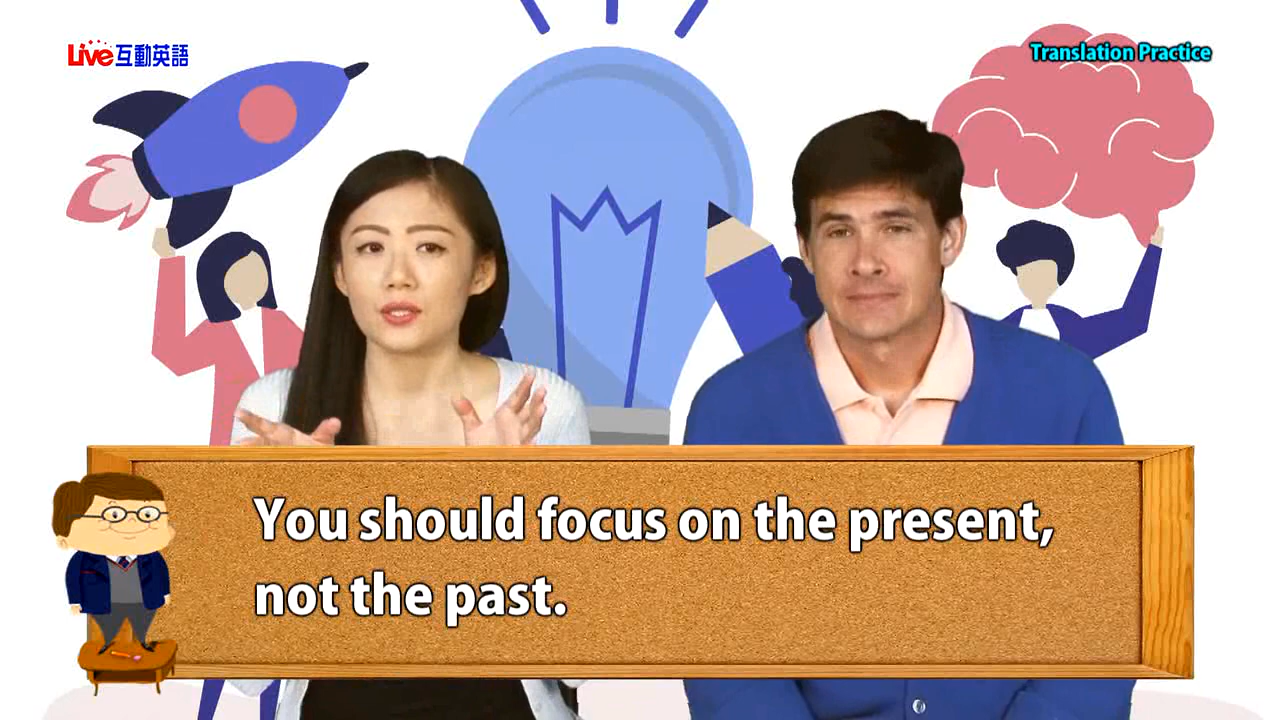 Live互動英語
Translation Practice
You should focus on the present,
not the past.